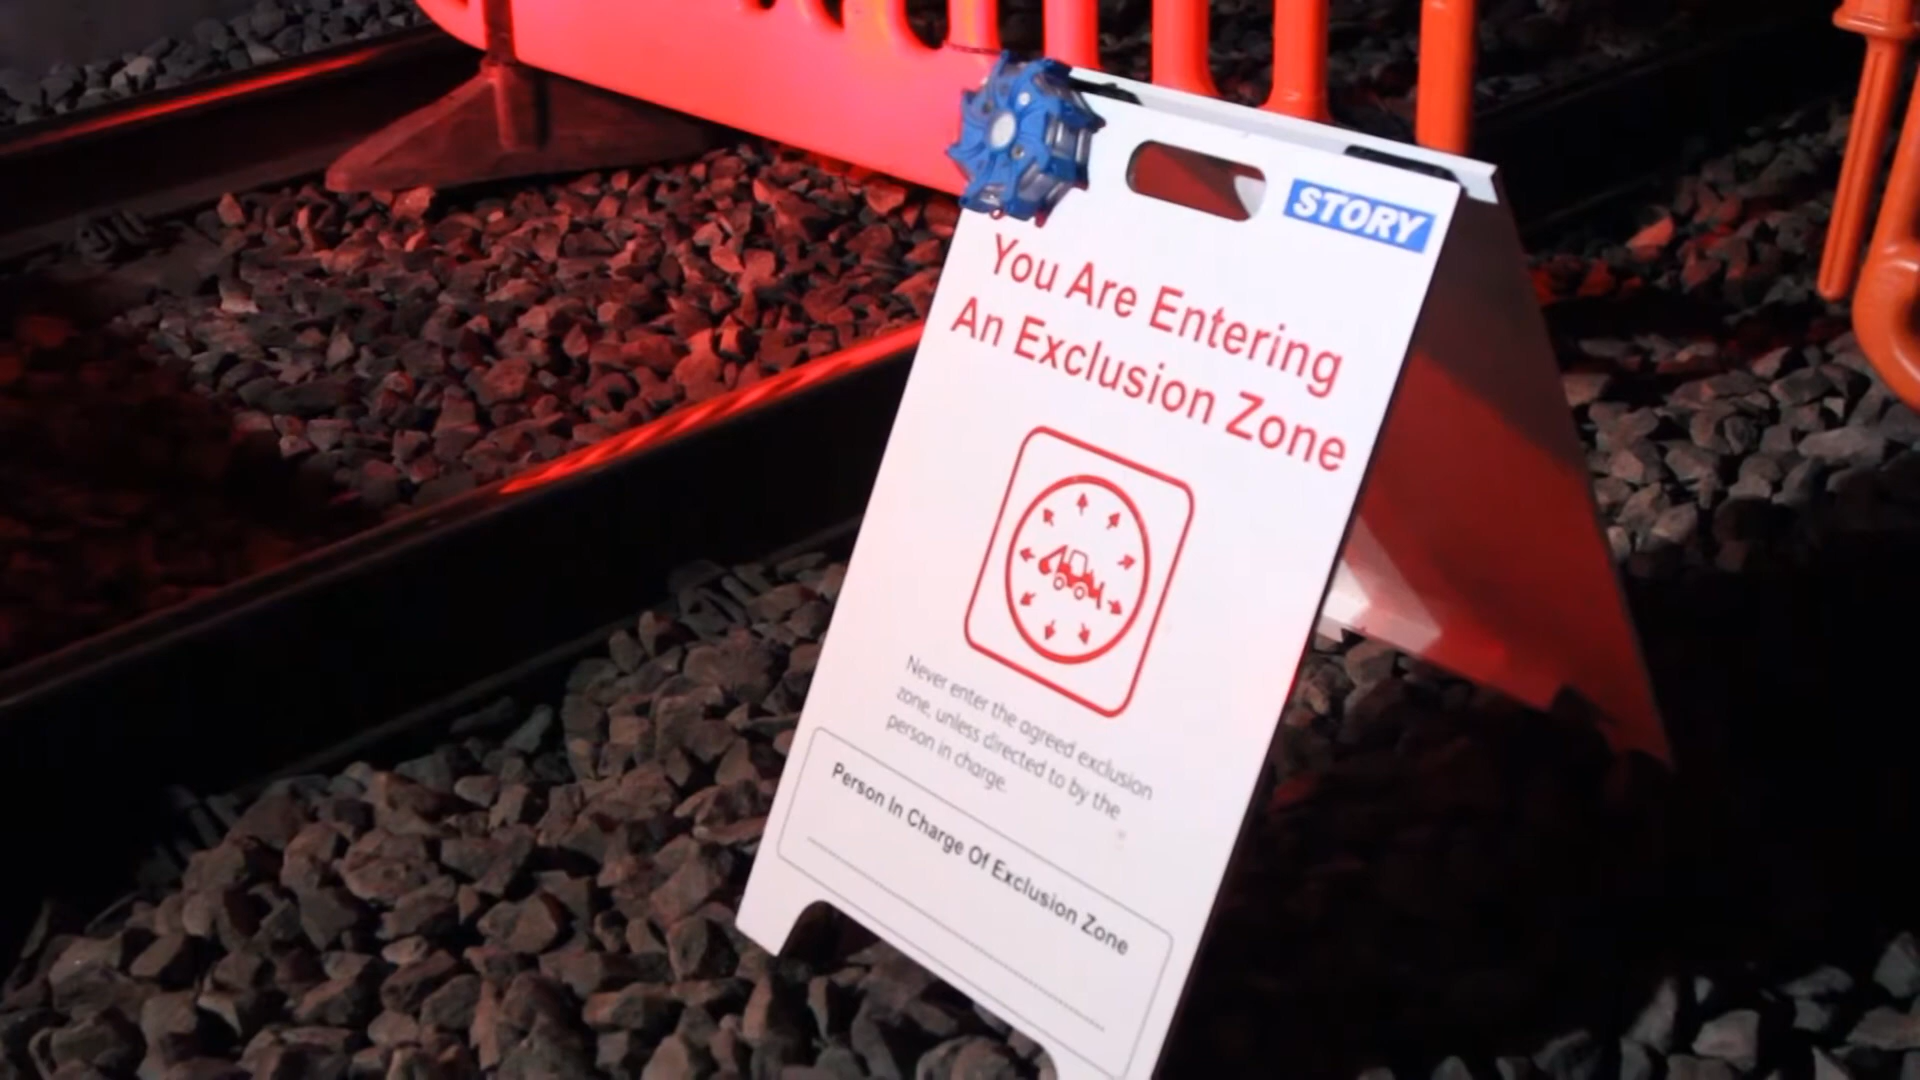 STORY
You Are Entering
An Exclusion Zone
Never enter the agreed exclusion
zone, unless directed to by the
person in charge.
Person In Charge Of Exclusion Zone